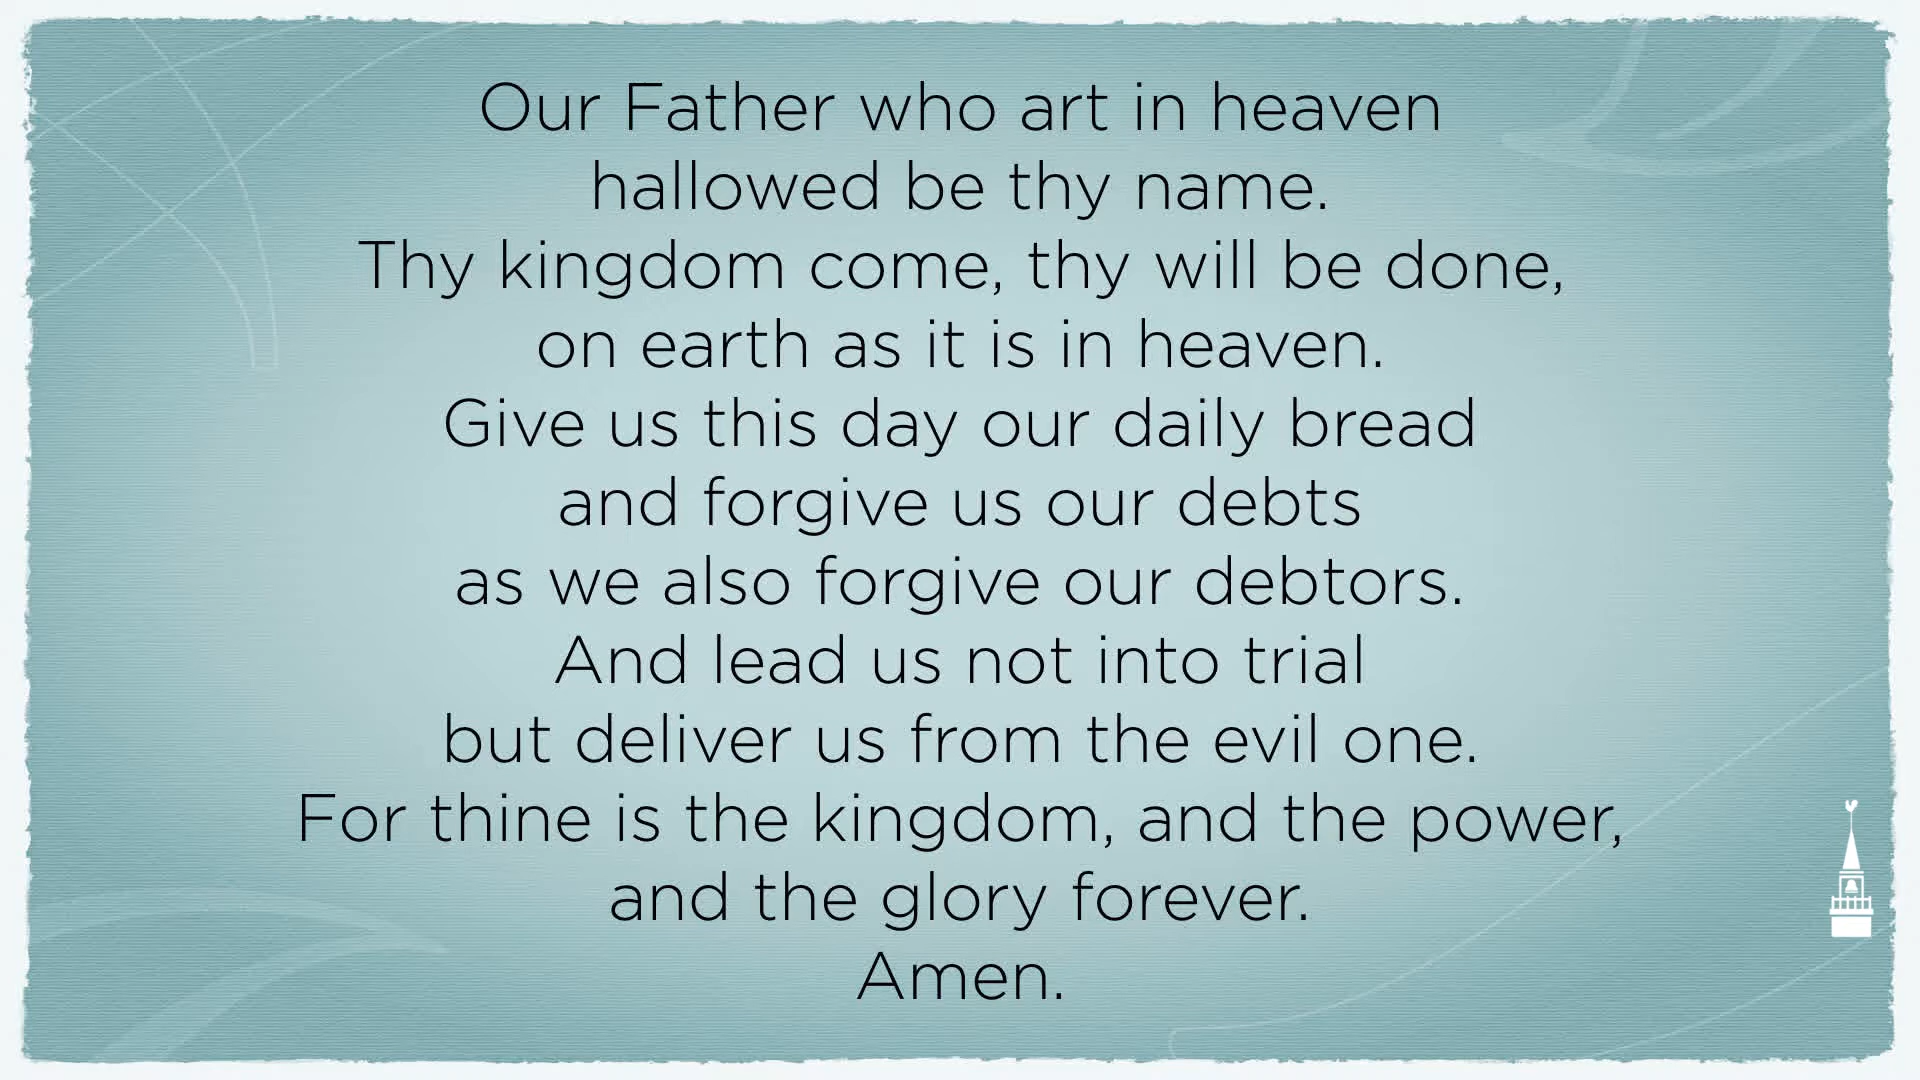 Our Father who art in heaven
hallowed be thy name.
Thy kingdom come, thy will be done,
on earth as it is in heaven.
Give us this day our daily bread
and forgive us our debts
as we also forgive our debtors.
And lead us not into trial
but deliver us from the evil one.
For thine is the kingdom, and the power,
and the glory forever.
Amen.